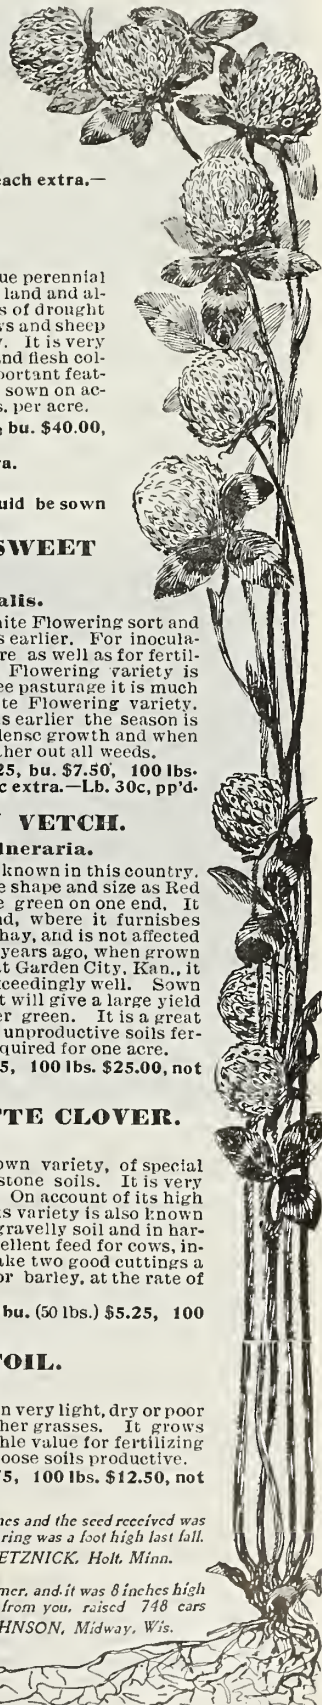 each extra.—
ue perennial
land and al-
s of drought
ws and sheep
y. It is very
nd flesh col-
portant feat-
sown on ac-
s. per acre.
bu. $40.00,
ra.
uid be sown
SWEET
alis.
hite Flowering sort and
s earlier. For inocula-
re as well as for fertil-
Flowering variety is
ee pasturage it is much
te Flowering variety.
s earlier the season is
dense growth and when
ther out all weeds.
25, bu. $7.50, 100 lbs.
c extra.—Lb. 30c, pp'd.
VETCH.
lneraria.
known in this country.
e shape and size as Red
e green on one end. It
nd, where it furnishes
hay, and is not affected
years ago, when grown
at Garden City, Kan., it
xceedingly well. Sown
t will give a large yield
er green. It is a great
unproductive soils fer-
quired for one acre.
5, 100 lbs. $25.00, not
TTE CLOVER.
own variety, of special
stone soils. It is very
On account of its high
is variety is also known
gravelly soil and in har-
ellent feed for cows, in-
ake two good cuttings a
or barley, at the rate of
bu. (50 lbs.) $5.25, 100
FOIL.
n very light, dry or poor
her grasses. It grows
ble value for fertilizing
oose soils productive.
75, 100 lbs. $12.50, not
nes and the seed received was
ring was a foot high last fall.
ETZNICK, Holt, Minn.
mer, and it was 8 inches high
from you, raised 748 ears
HNSON, Midway, Wis.